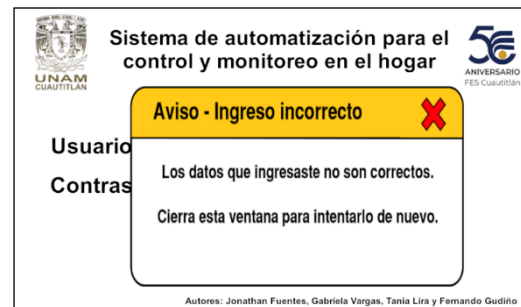 Sistema de automatización para el
control y monitoreo en el hogar
UNAM
CUAUTITLÁN
ANIVERSARIO
FES Cuautitlán
Aviso - Ingreso incorrecto
Usuario
Contras
Los datos que ingresaste no son correctos.
Cierra esta ventana para intentarlo de nuevo.
Autores: Jonathan Fuentes, Gabriela Vargas, Tania Lira y Fernando Gudiño